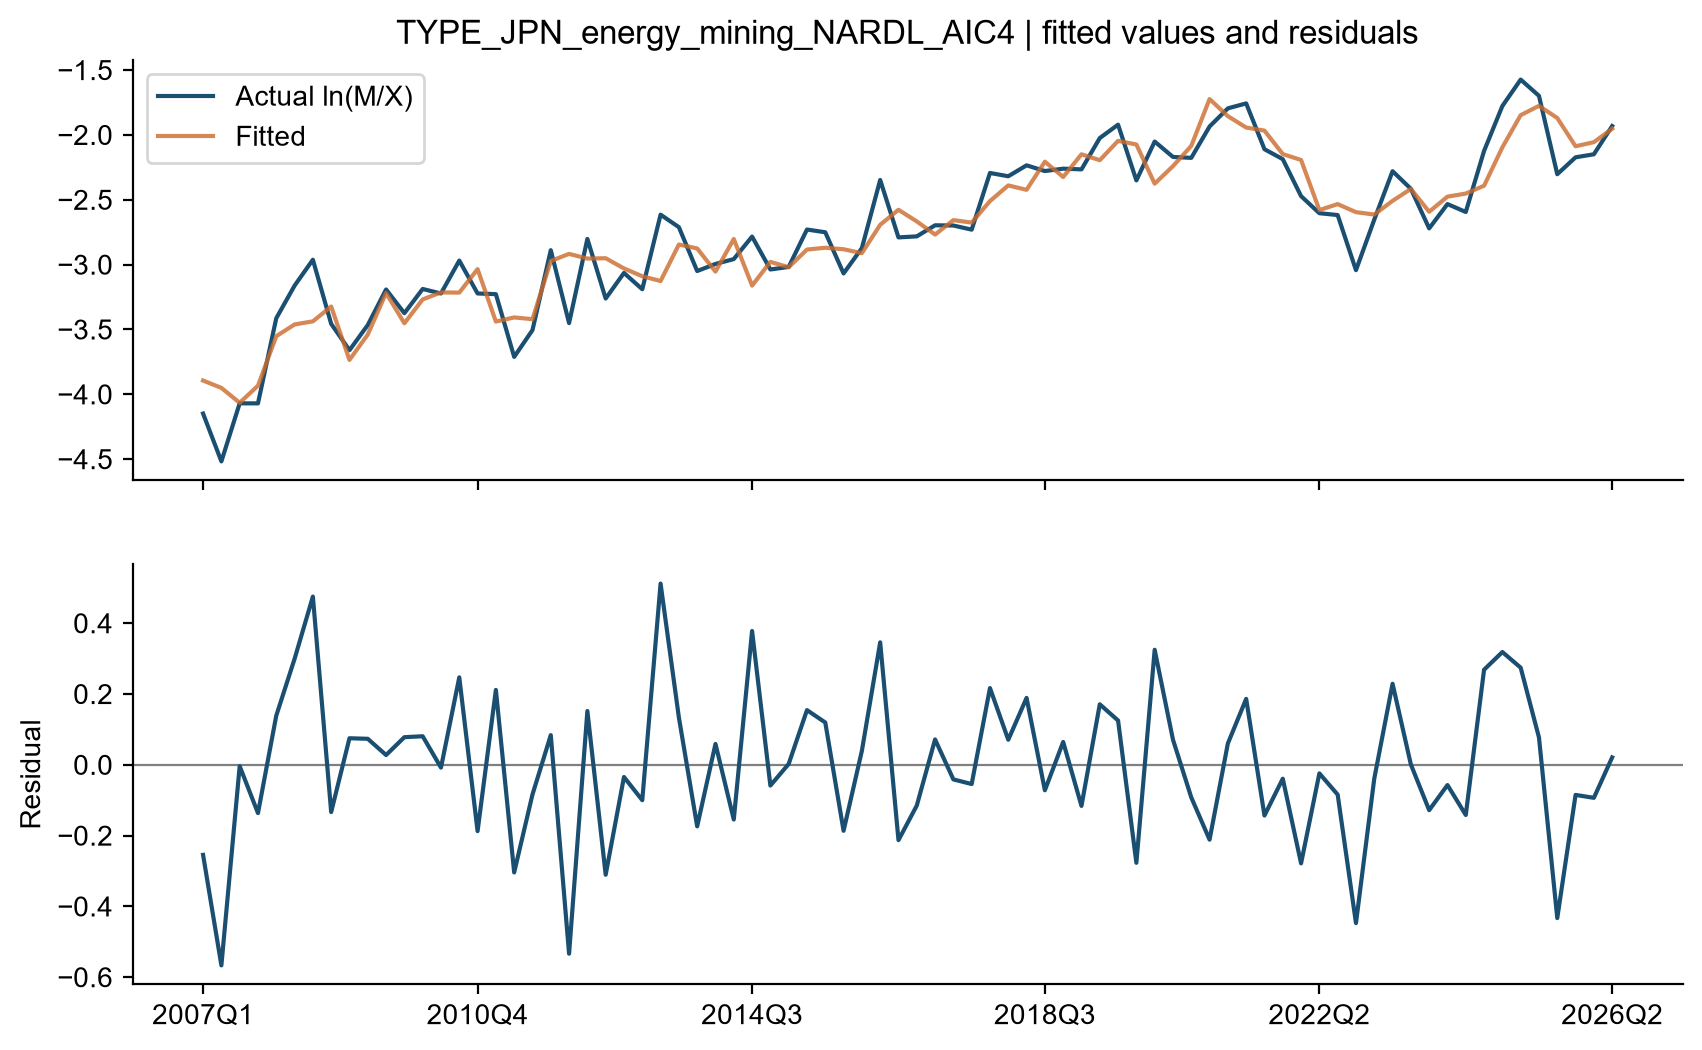 TYPE_JPN_energy_mining_NARDL_AIC4 | fitted values and residuals
Actual ln(M/X)
Fitted
−1.5
−2.0
−2.5
−3.0
−3.5
−4.0
−4.5
Residual
0.4
0.2
0.0
−0.2
−0.4
−0.6
2007Q1 2010Q4 2014Q3 2018Q3 2022Q2 2026Q2